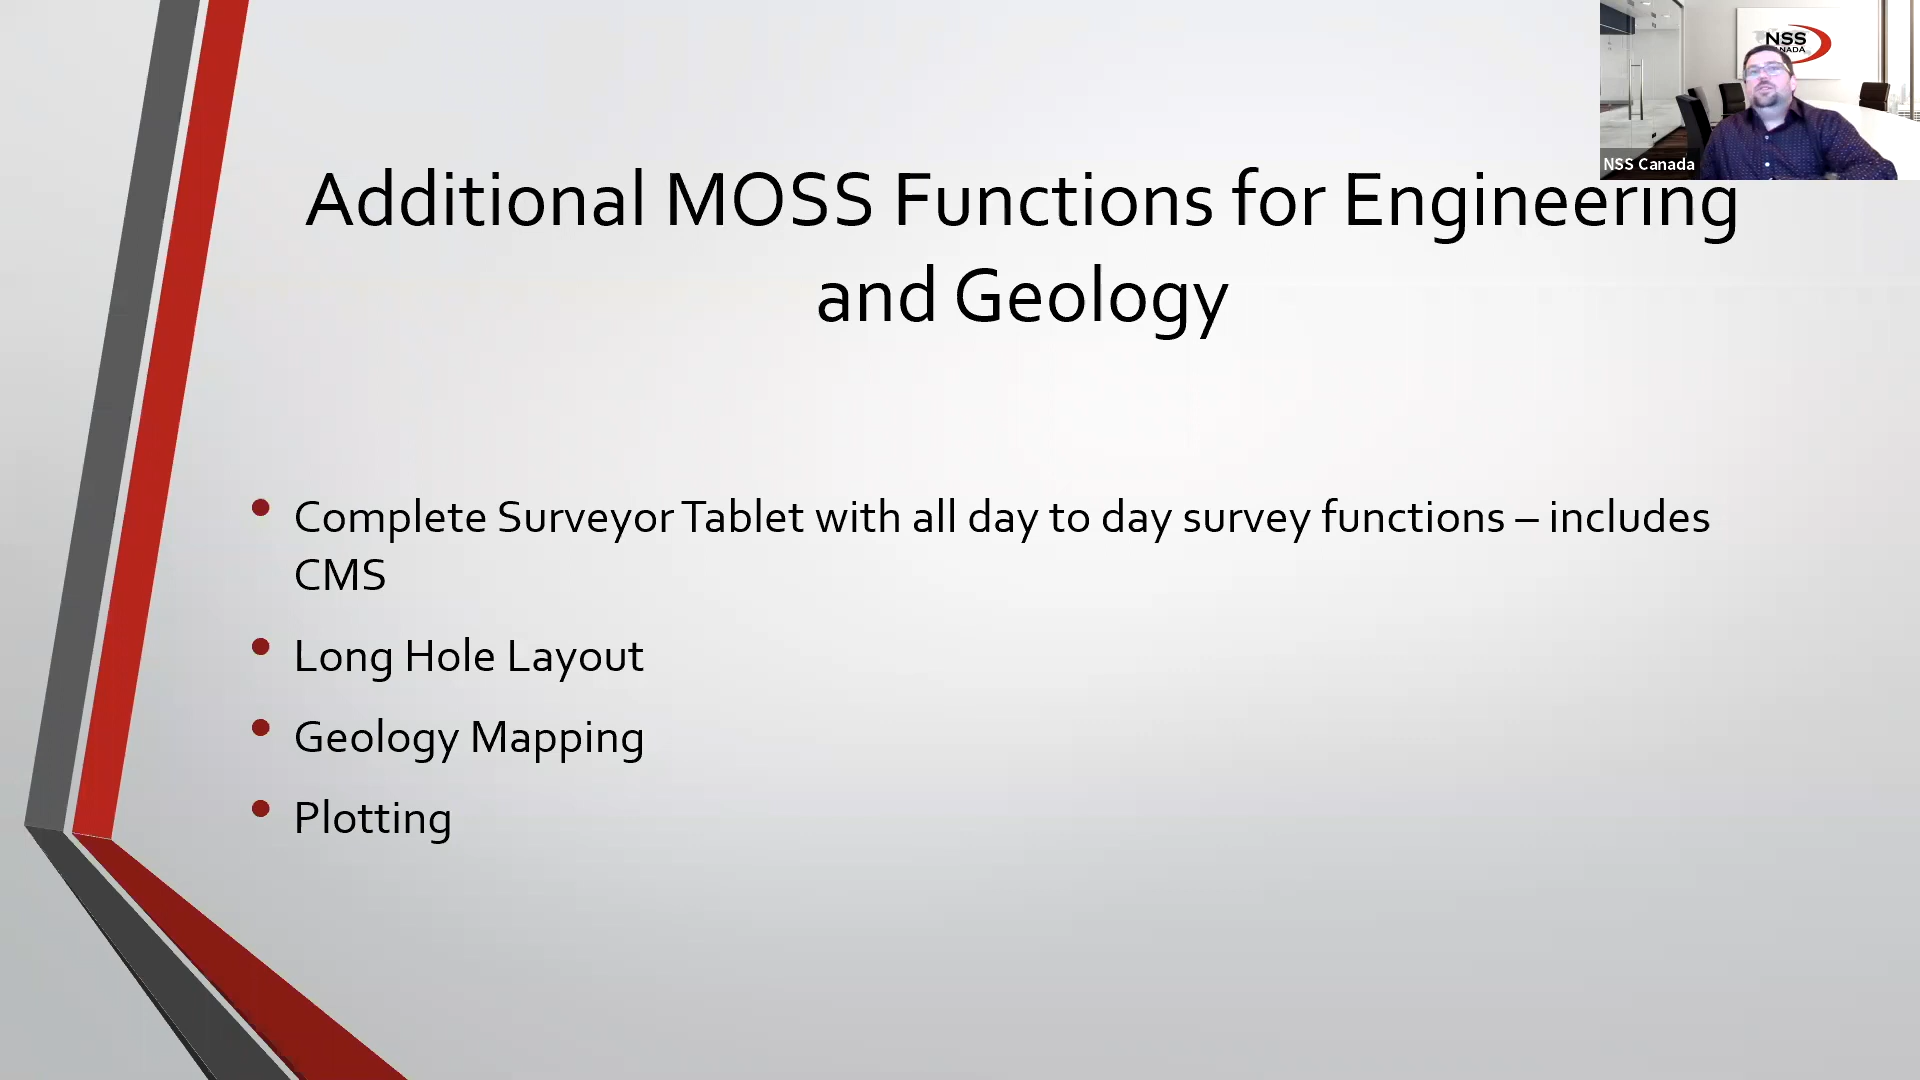 NSS
CANADA
NSS Canada
Additional MOSS Functions for Engineering
and Geology
• Complete Surveyor Tablet with all day to day survey functions – includes
CMS
• Long Hole Layout
• Geology Mapping
• Plotting